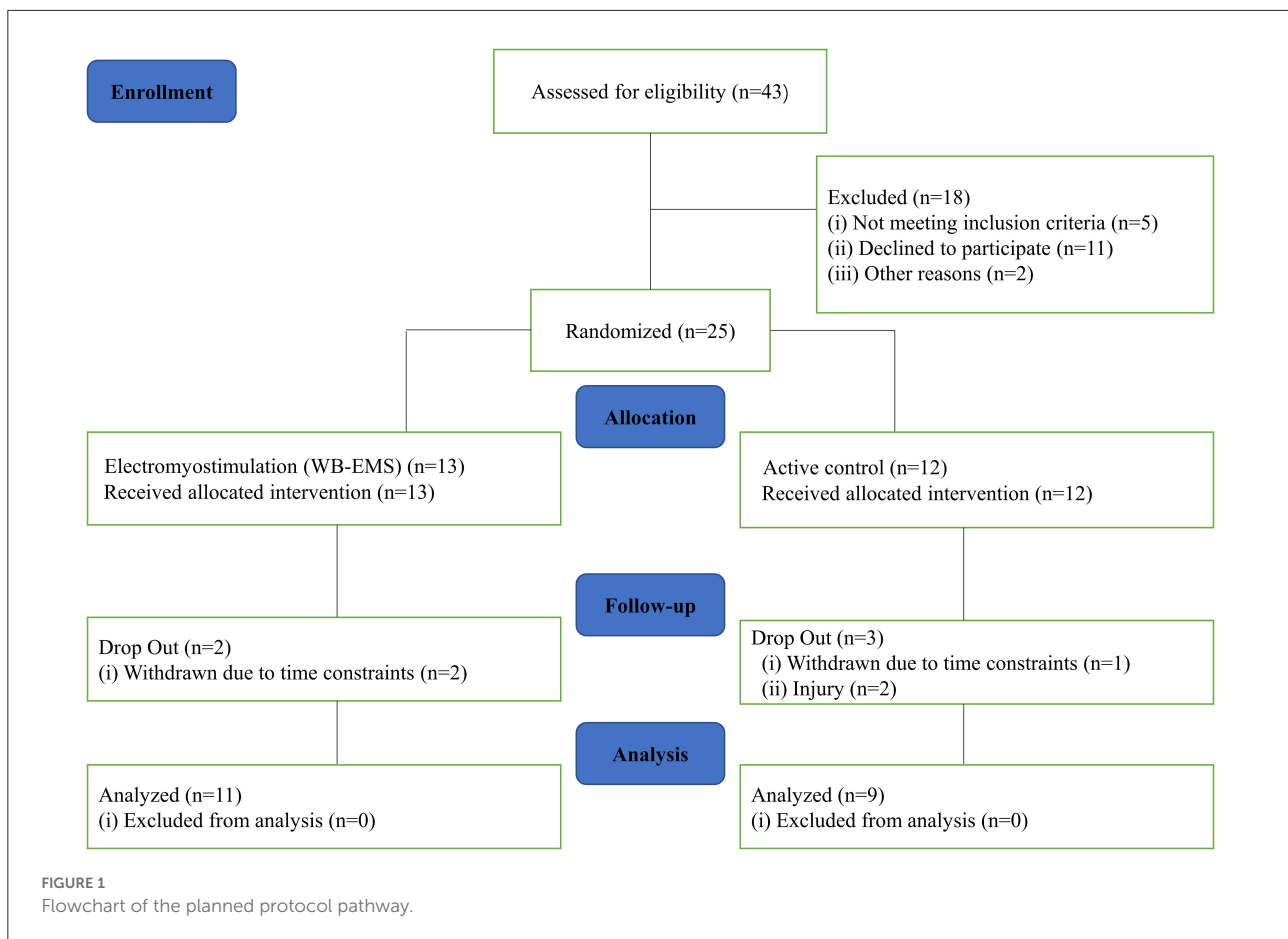 Enrollment
Assessed for eligibility (n=43)
Excluded (n=18)
(i) Not meeting inclusion criteria (n=5)
(ii) Declined to participate (n=11)
(iii) Other reasons (n=2)
Randomized (n=25)
Allocation
Electromyostimulation (WB-EMS) (n=13)
Received allocated intervention (n=13)
Active control (n=12)
Received allocated intervention (n=12)
Follow-up
Drop Out (n=2)
(i) Withdrawn due to time constraints (n=2)
Drop Out (n=3)
(i) Withdrawn due to time constraints (n=1)
(ii) Injury (n=2)
Analysis
Analyzed (n=11)
(i) Excluded from analysis (n=0)
Analyzed (n=9)
(i) Excluded from analysis (n=0)
FIGURE 1
Flowchart of the planned protocol pathway.